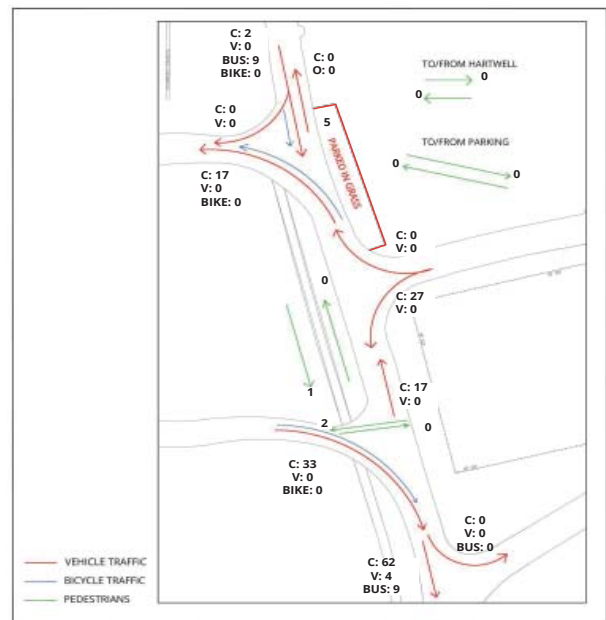 C: 2
V: 0
BUS: 9
BIKE: 0
C: 0
O: 0
TO/FROM HARTWELL
0
0
C: 0
V: 0
5
PARKED IN GRASS
TO/FROM PARKING
0
0
C: 17
V: 0
BIKE: 0
C: 0
V: 0
0
C: 27
V: 0
1
C: 17
V: 0
2
0
C: 33
V: 0
BIKE: 0
C: 0
V: 0
BUS: 0
C: 62
V: 4
BUS: 9
VEHICLE TRAFFIC
BICYCLE TRAFFIC
PEDESTRIANS